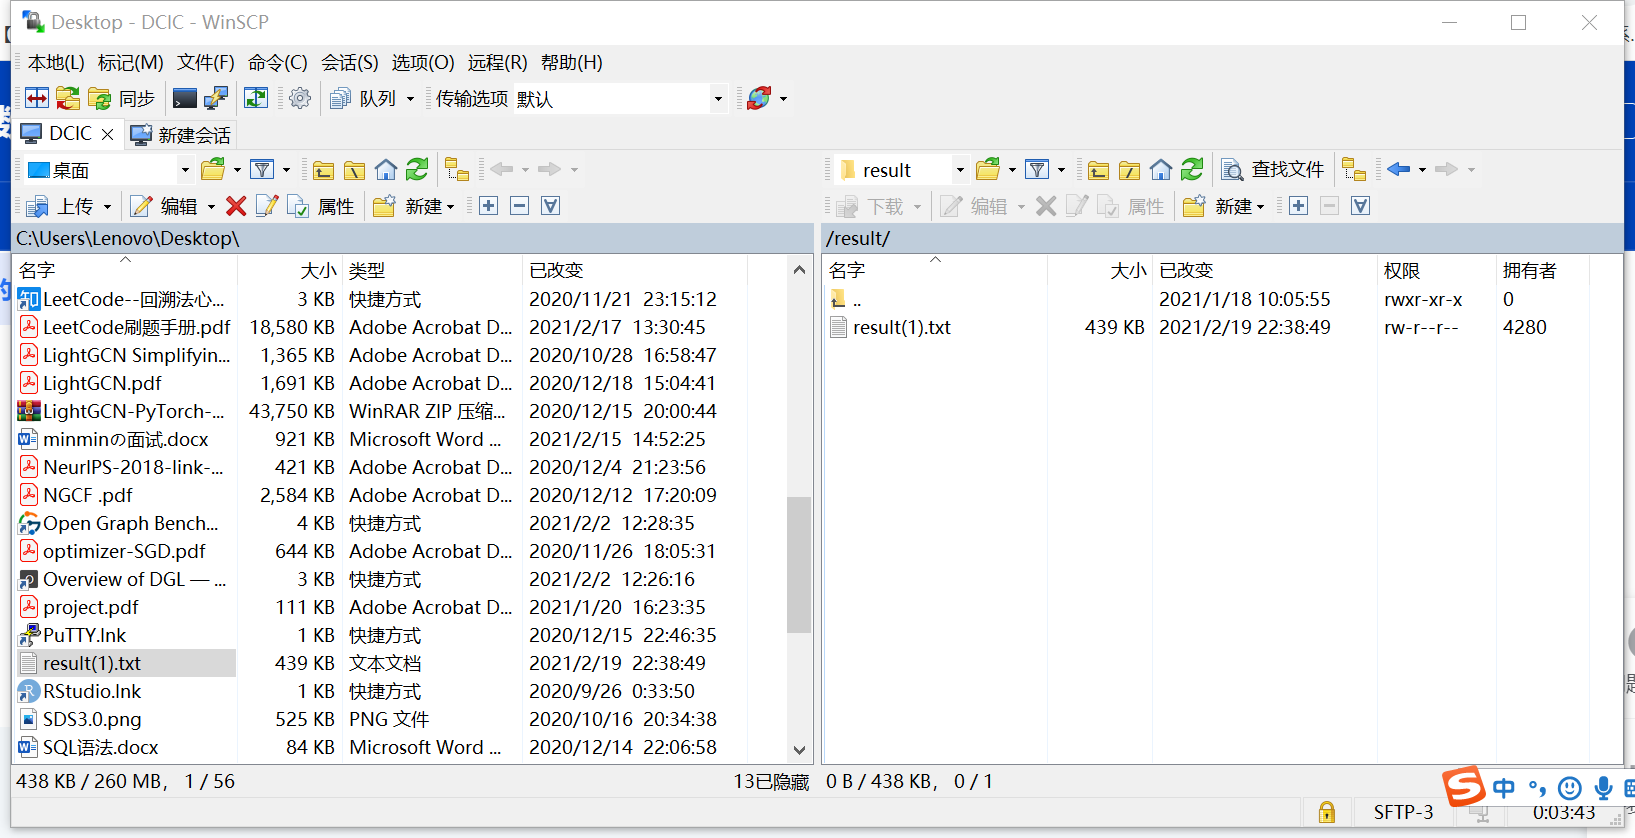 Desktop - DCIC - WinSCP
本地(L) 标记(M) 文件(F) 命令(C) 会话(S) 选项(O) 远程(R) 帮助(H)
同步 队列 传输选项 默认
DCIC 新建会话
桌面
上传 编辑 属性 新建
C:\Users\Lenovo\Desktop\
名字 大小 类型 已改变
LeetCode--回溯法心... 3 KB 快捷方式 2020/11/21 23:15:12
LeetCode刷题手册.pdf 18,580 KB Adobe Acrobat D... 2021/2/17 13:30:45
LightGCN Simplifyin... 1,365 KB Adobe Acrobat D... 2020/10/28 16:58:47
LightGCN.pdf 1,691 KB Adobe Acrobat D... 2020/12/18 15:04:41
LightGCN-PyTorch-... 43,750 KB WinRAR ZIP 压缩... 2020/12/15 20:00:44
minminの面试.docx 921 KB Microsoft Word ... 2021/2/15 14:52:25
NeurIPS-2018-link-... 421 KB Adobe Acrobat D... 2020/12/4 21:23:56
NGCF .pdf 2,584 KB Adobe Acrobat D... 2020/12/12 17:20:09
Open Graph Bench... 4 KB 快捷方式 2021/2/2 12:28:35
optimizer-SGD.pdf 644 KB Adobe Acrobat D... 2020/11/26 18:05:31
Overview of DGL — ... 3 KB 快捷方式 2021/2/2 12:26:16
project.pdf 111 KB Adobe Acrobat D... 2021/1/20 16:23:35
PuTTY.lnk 1 KB 快捷方式 2020/12/15 22:46:35
result(1).txt 439 KB 文本文档 2021/2/19 22:38:49
RStudio.lnk 1 KB 快捷方式 2020/9/26 0:33:50
SDS3.0.png 525 KB PNG 文件 2020/10/16 20:34:38
SQL语法.docx 84 KB Microsoft Word ... 2020/12/14 22:06:58
438 KB / 260 MB, 1 / 56 13已隐藏
result 查找文件
下载 编辑 属性 新建
/result/
名字 大小 已改变 权限 拥有者
.. 2021/1/18 10:05:55 rwxr-xr-x 0
result(1).txt 439 KB 2021/2/19 22:38:49 rw-r--r-- 4280
0 B / 438 KB, 0 / 1
中
SFTP-3 0:03:43